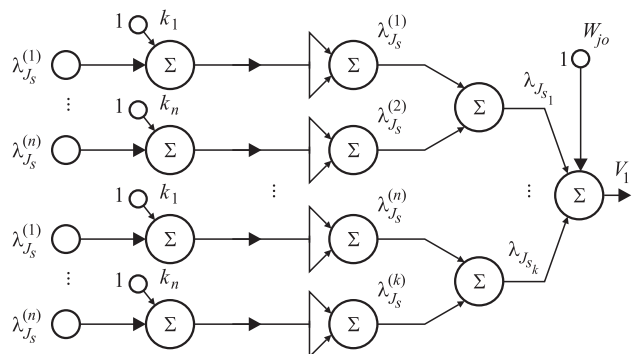 1 k₁ λ_{J_s}^{(1)} W_{jo}
λ_{J_s}^{(1)} Σ Σ 1
⋮ 1 k_n λ_{J_s}^{(2)} Σ λ_{J_{s_1}}
λ_{J_s}^{(n)} Σ Σ
⋮ ⋮ Σ V₁
1 k₁ λ_{J_s}^{(n)}
λ_{J_s}^{(1)} Σ Σ λ_{J_{s_k}}
⋮ 1 k_n λ_{J_s}^{(k)} Σ
λ_{J_s}^{(n)} Σ Σ